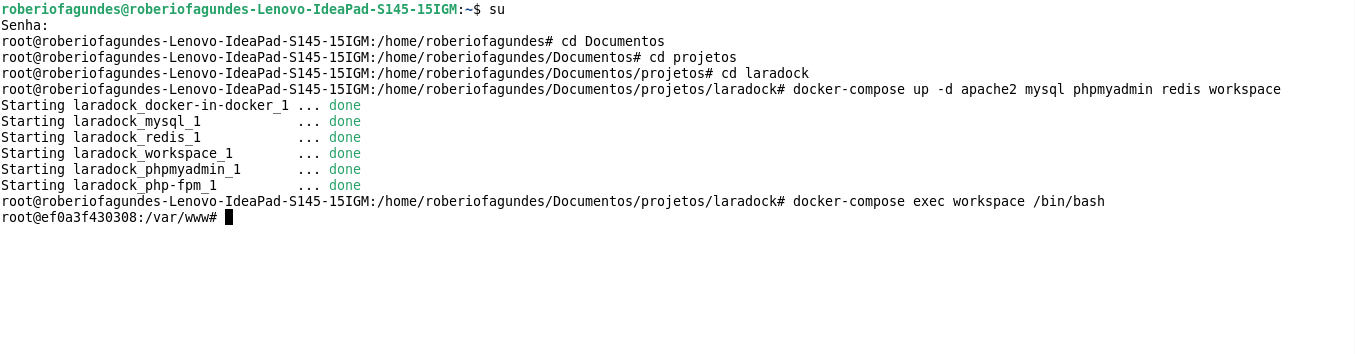 roberiofagundes@roberiofagundes-Lenovo-IdeaPad-S145-15IGM:~$ su
Senha:
root@roberiofagundes-Lenovo-IdeaPad-S145-15IGM:/home/roberiofagundes# cd Documentos
root@roberiofagundes-Lenovo-IdeaPad-S145-15IGM:/home/roberiofagundes/Documentos# cd projetos
root@roberiofagundes-Lenovo-IdeaPad-S145-15IGM:/home/roberiofagundes/Documentos/projetos# cd laradock
root@roberiofagundes-Lenovo-IdeaPad-S145-15IGM:/home/roberiofagundes/Documentos/projetos/laradock# docker-compose up -d apache2 mysql phpmyadmin redis workspace
Starting laradock_docker-in-docker_1 ... done
Starting laradock_mysql_1            ... done
Starting laradock_redis_1            ... done
Starting laradock_workspace_1        ... done
Starting laradock_phpmyadmin_1       ... done
Starting laradock_php-fpm_1          ... done
root@roberiofagundes-Lenovo-IdeaPad-S145-15IGM:/home/roberiofagundes/Documentos/projetos/laradock# docker-compose exec workspace /bin/bash
root@ef0a3f430308:/var/www#